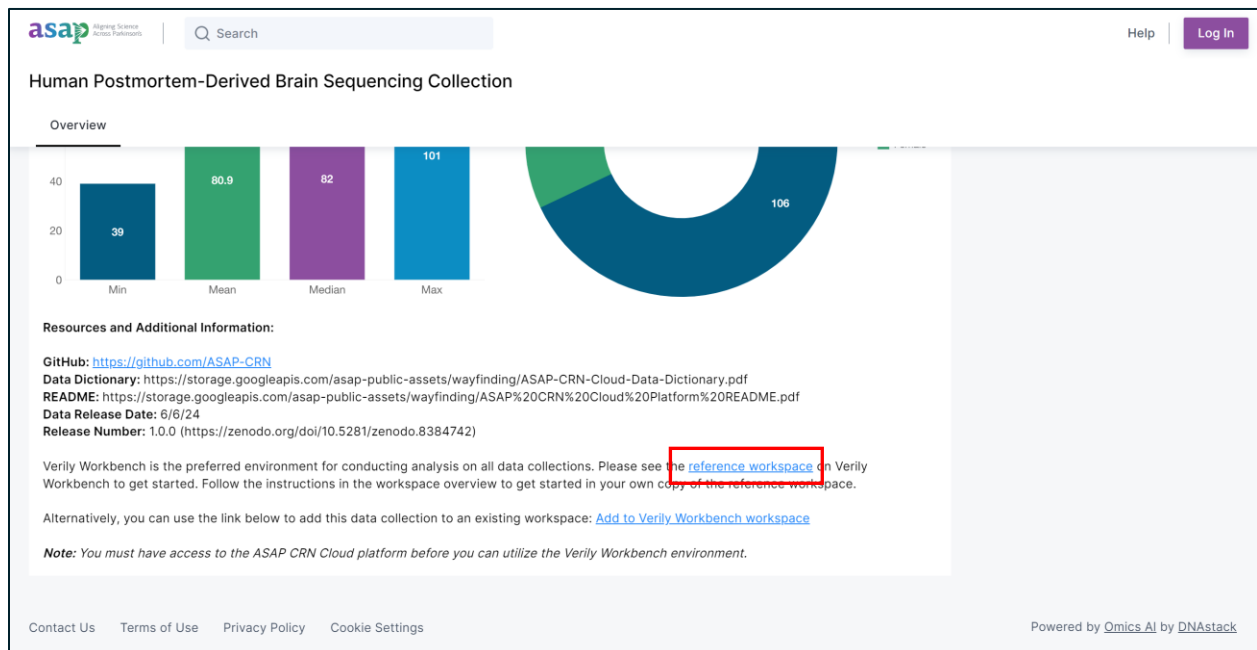 asap Aligning Science
Across Parkinson's
Search
Help
Log In
Human Postmortem-Derived Brain Sequencing Collection
Overview
101
40
80.9
82
106
20
39
0
Min Mean Median Max
Resources and Additional Information:
GitHub: https://github.com/ASAP-CRN
Data Dictionary: https://storage.googleapis.com/asap-public-assets/wayfinding/ASAP-CRN-Cloud-Data-Dictionary.pdf
README: https://storage.googleapis.com/asap-public-assets/wayfinding/ASAP%20CRN%20Cloud%20Platform%20README.pdf
Data Release Date: 6/6/24
Release Number: 1.0.0 (https://zenodo.org/doi/10.5281/zenodo.8384742)
Verily Workbench is the preferred environment for conducting analysis on all data collections. Please see the reference workspace on Verily
Workbench to get started. Follow the instructions in the workspace overview to get started in your own copy of the reference workspace.
Alternatively, you can use the link below to add this data collection to an existing workspace: Add to Verily Workbench workspace
Note: You must have access to the ASAP CRN Cloud platform before you can utilize the Verily Workbench environment.
Contact Us Terms of Use Privacy Policy Cookie Settings
Powered by Omics AI by DNAstack